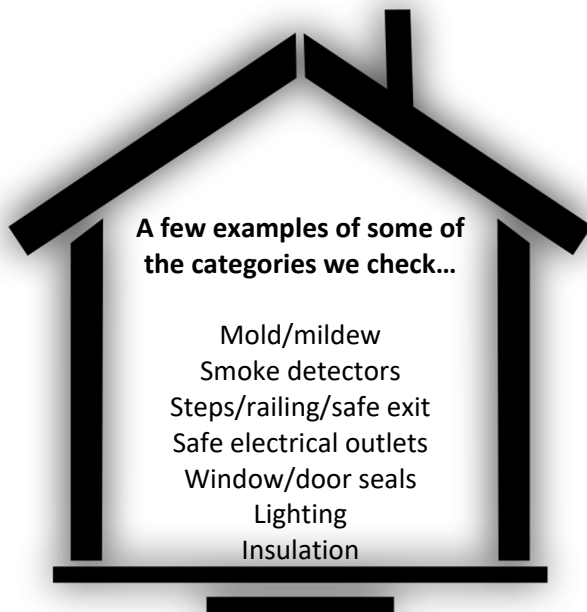 A few examples of some of
the categories we check…
Mold/mildew
Smoke detectors
Steps/railing/safe exit
Safe electrical outlets
Window/door seals
Lighting
Insulation